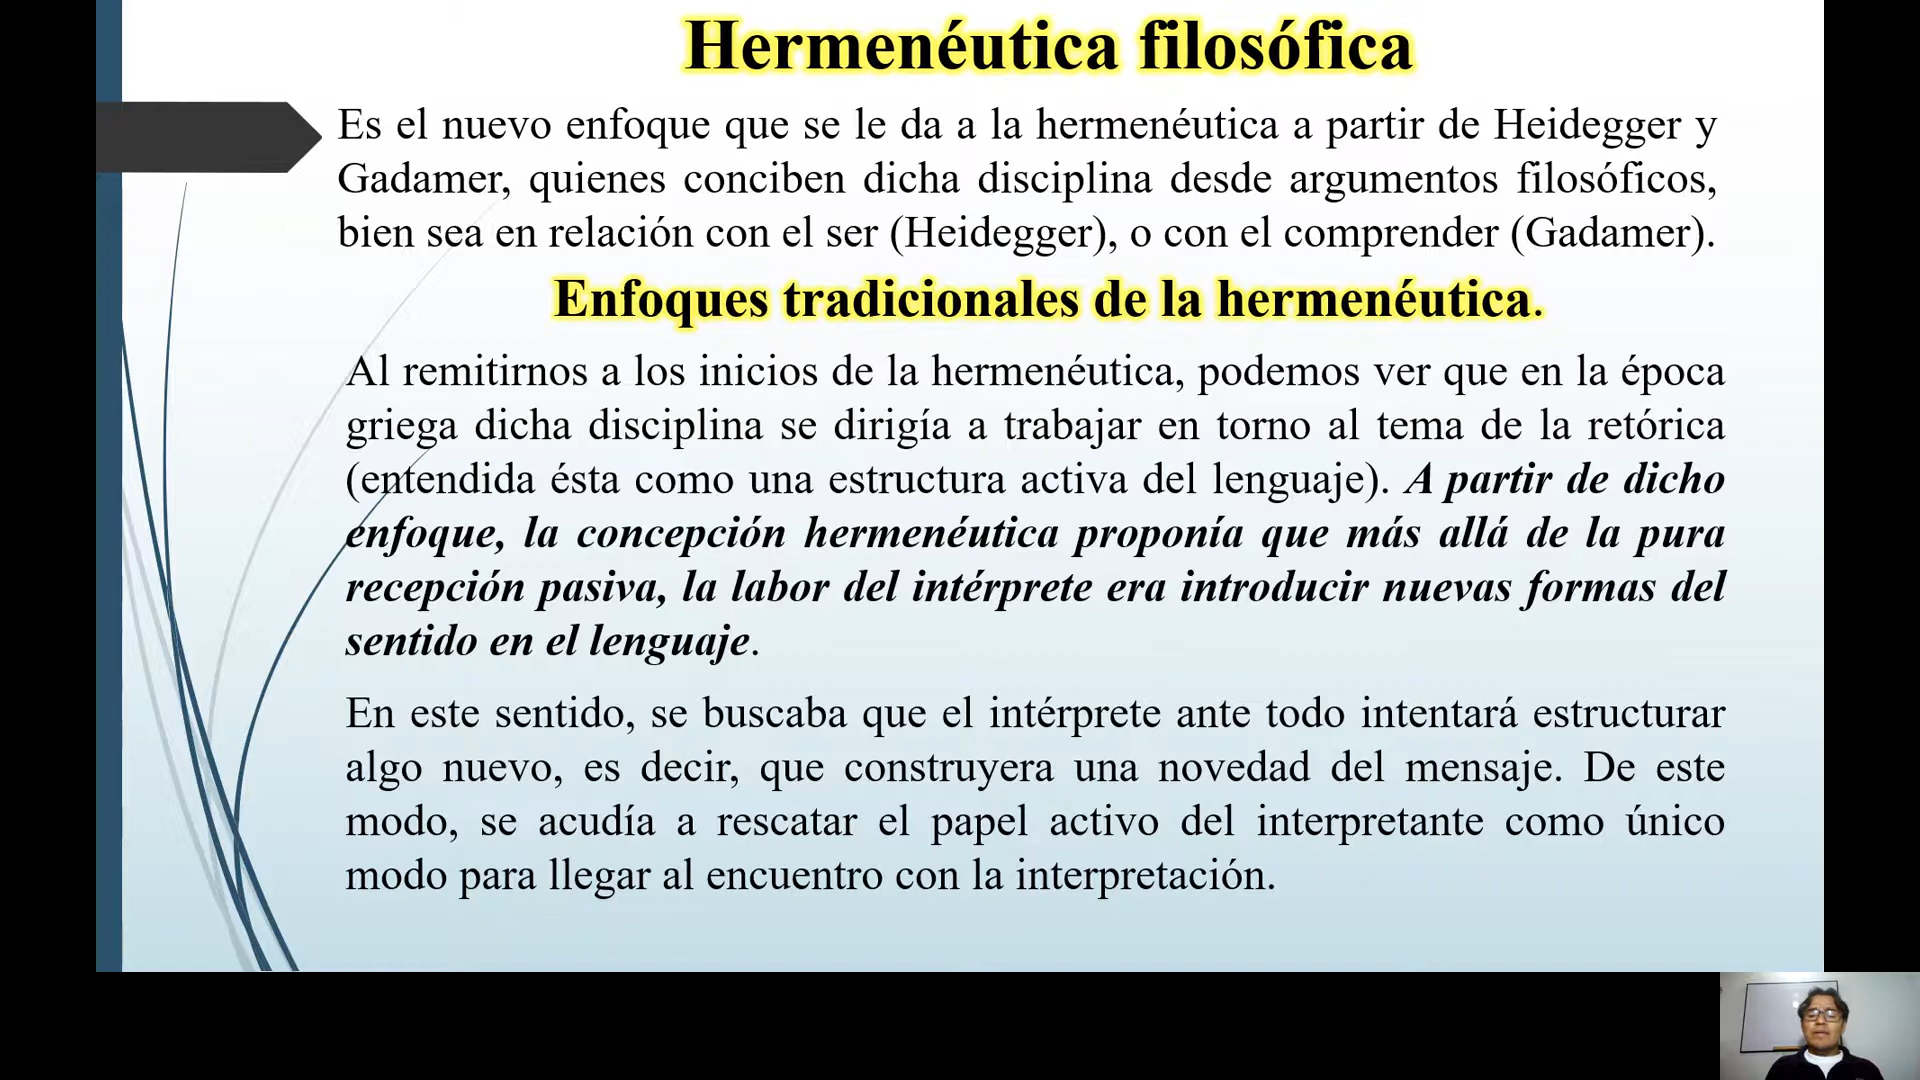 Hermenéutica filosófica
Es el nuevo enfoque que se le da a la hermenéutica a partir de Heidegger y
Gadamer, quienes conciben dicha disciplina desde argumentos filosóficos,
bien sea en relación con el ser (Heidegger), o con el comprender (Gadamer).
Enfoques tradicionales de la hermenéutica.
Al remitirnos a los inicios de la hermenéutica, podemos ver que en la época
griega dicha disciplina se dirigía a trabajar en torno al tema de la retórica
(entendida ésta como una estructura activa del lenguaje). A partir de dicho
enfoque, la concepción hermenéutica proponía que más allá de la pura
recepción pasiva, la labor del intérprete era introducir nuevas formas del
sentido en el lenguaje.
En este sentido, se buscaba que el intérprete ante todo intentará estructurar
algo nuevo, es decir, que construyera una novedad del mensaje. De este
modo, se acudía a rescatar el papel activo del interpretante como único
modo para llegar al encuentro con la interpretación.